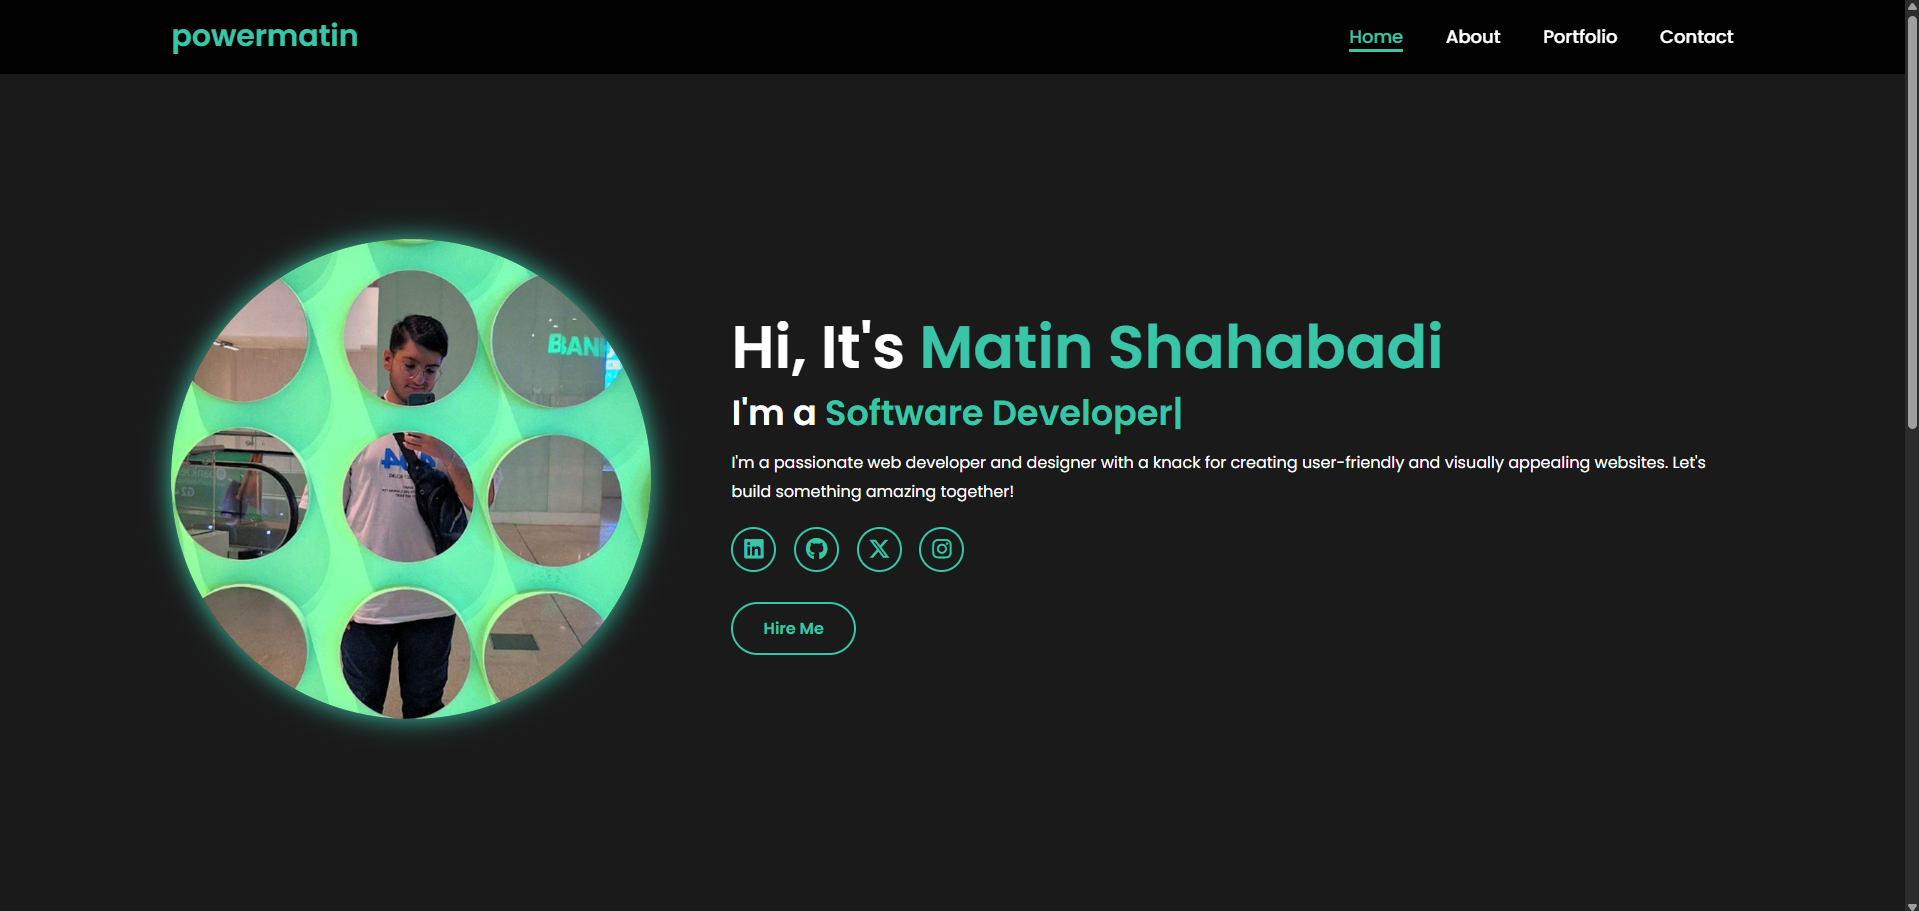 powermatin
Home About Portfolio Contact
Hi, It's Matin Shahabadi
I'm a Software Developer|
I'm a passionate web developer and designer with a knack for creating user-friendly and visually appealing websites. Let's
build something amazing together!
Hire Me